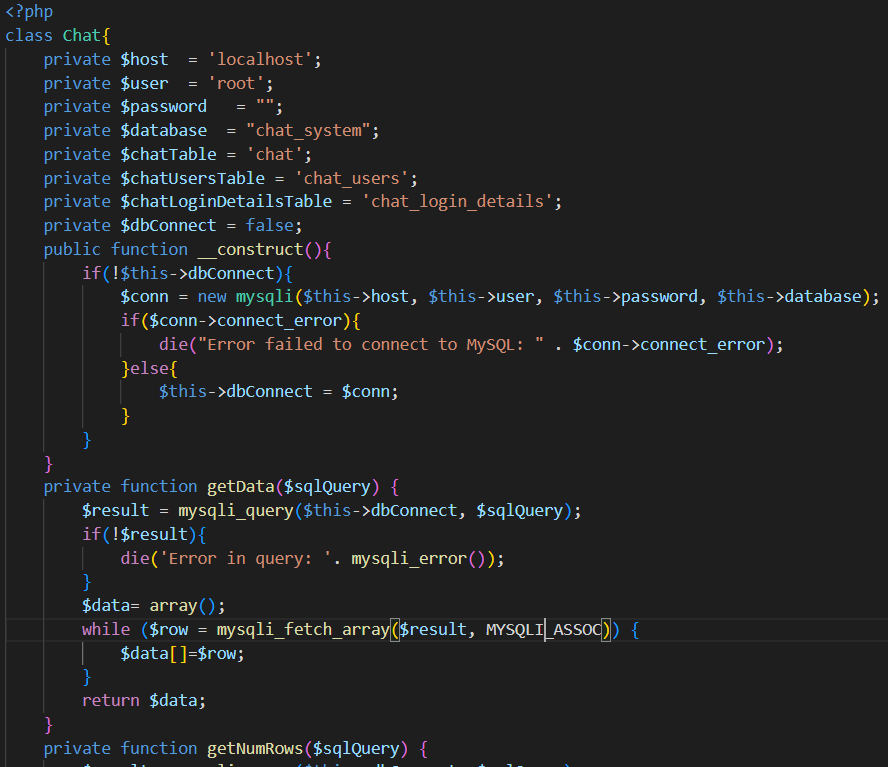 <?php
class Chat{
    private $host  = 'localhost';
    private $user  = 'root';
    private $password   = "";
    private $database  = "chat_system";
    private $chatTable = 'chat';
    private $chatUsersTable = 'chat_users';
    private $chatLoginDetailsTable = 'chat_login_details';
    private $dbConnect = false;
    public function __construct(){
        if(!$this->dbConnect){
            $conn = new mysqli($this->host, $this->user, $this->password, $this->database);
            if($conn->connect_error){
                die("Error failed to connect to MySQL: " . $conn->connect_error);
            }else{
                $this->dbConnect = $conn;
            }
        }
    }
    private function getData($sqlQuery) {
        $result = mysqli_query($this->dbConnect, $sqlQuery);
        if(!$result){
            die('Error in query: '. mysqli_error());
        }
        $data= array();
        while ($row = mysqli_fetch_array($result, MYSQLI_ASSOC)) {
            $data[]=$row;
        }
        return $data;
    }
    private function getNumRows($sqlQuery) {